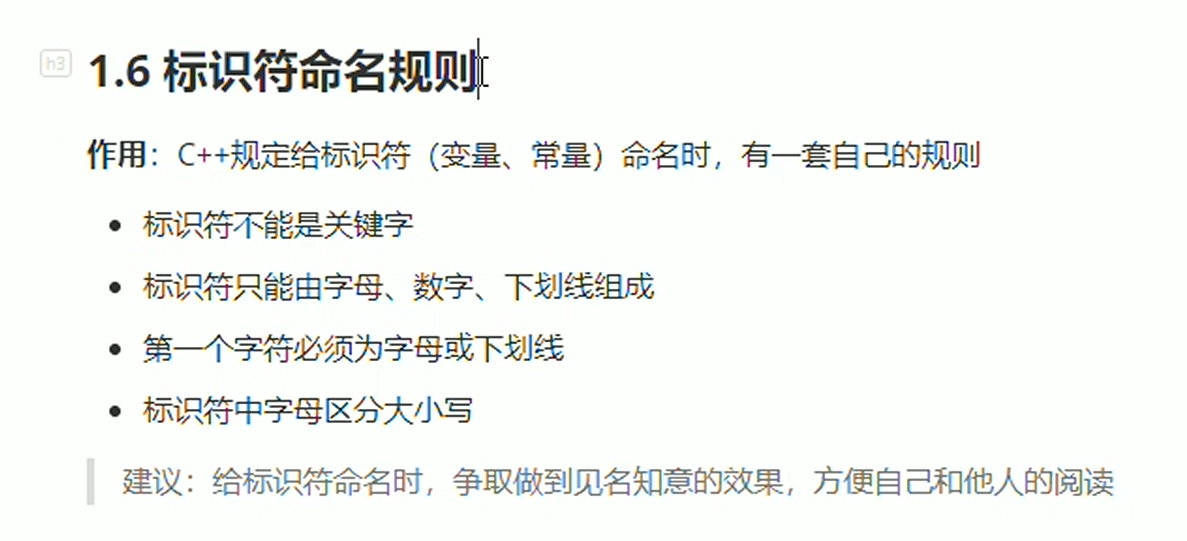 h3
1.6 标识符命名规则
作用：C++规定给标识符（变量、常量）命名时，有一套自己的规则
• 标识符不能是关键字
• 标识符只能由字母、数字、下划线组成
• 第一个字符必须为字母或下划线
• 标识符中字母区分大小写
建议：给标识符命名时，争取做到见名知意的效果，方便自己和他人的阅读